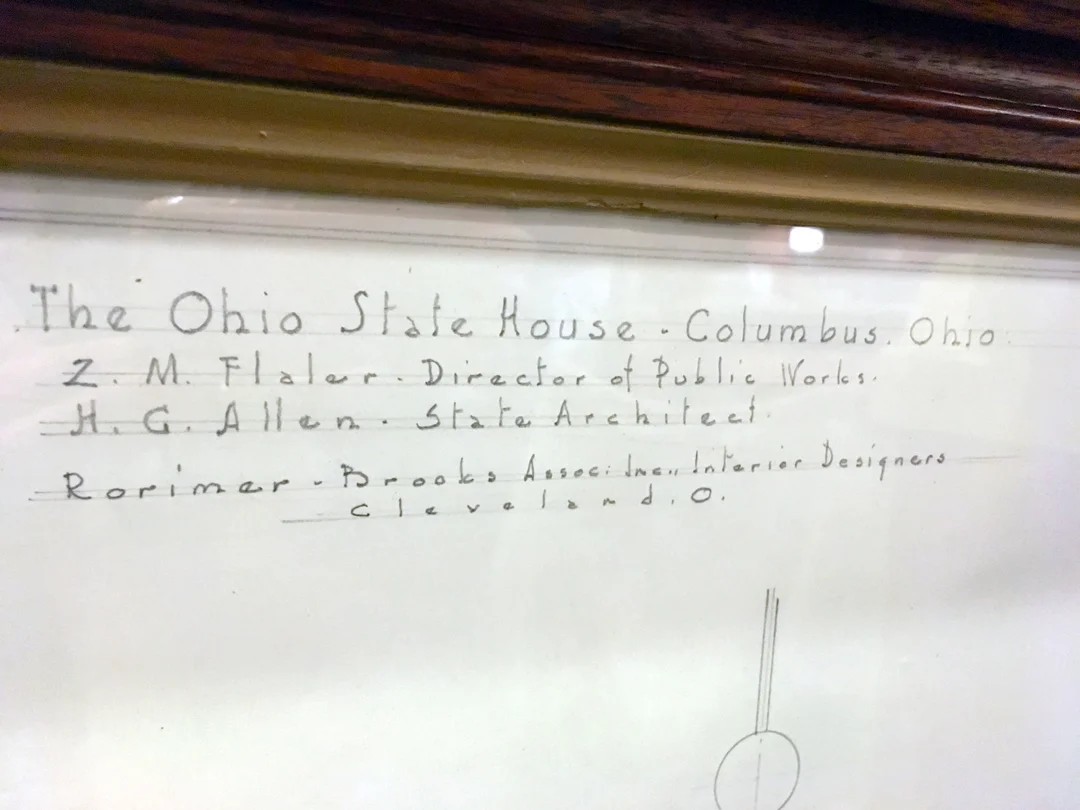 The Ohio State House . Columbus. Ohio.
Z. M. Flaler. Director of Public Works.
H. G. Allen. State Architect.
Rorimer - Brooks Assoc: Inc., Interior Designers
Cleveland, O.